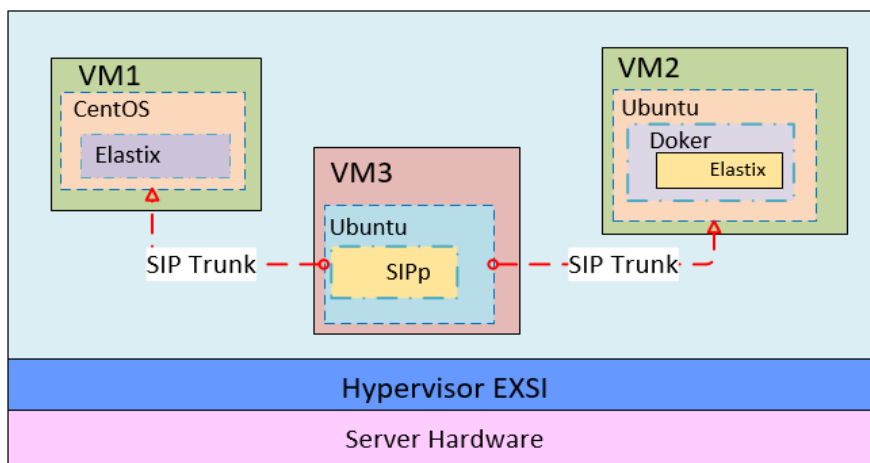 VM1
CentOS
Elastix
VM2
Ubuntu
Doker
Elastix
VM3
Ubuntu
SIPp
SIP Trunk
SIP Trunk
Hypervisor EXSI
Server Hardware